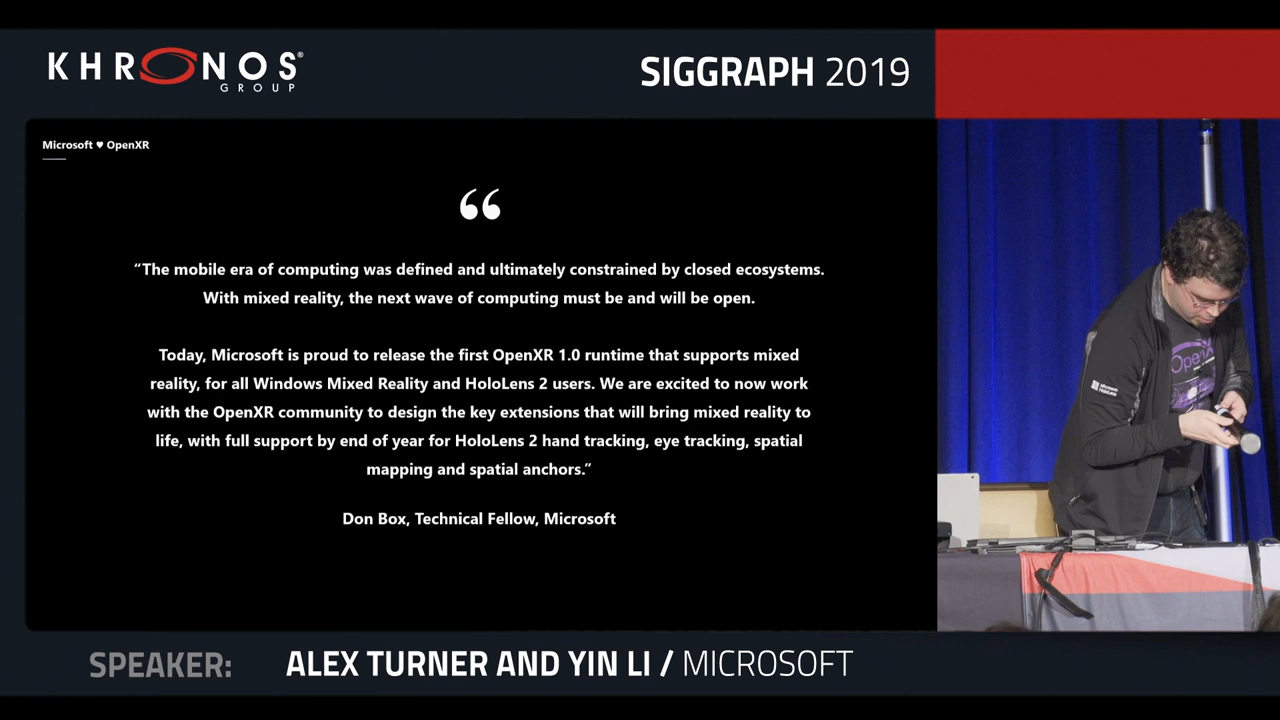 KHRONOS®
GROUP
SIGGRAPH 2019
Microsoft ♥ OpenXR
“
“The mobile era of computing was defined and ultimately constrained by closed ecosystems.
With mixed reality, the next wave of computing must be and will be open.
Today, Microsoft is proud to release the first OpenXR 1.0 runtime that supports mixed
reality, for all Windows Mixed Reality and HoloLens 2 users. We are excited to now work
with the OpenXR community to design the key extensions that will bring mixed reality to
life, with full support by end of year for HoloLens 2 hand tracking, eye tracking, spatial
mapping and spatial anchors.”
Don Box, Technical Fellow, Microsoft
OpenX
Microsoft
HoloLens
SPEAKER: ALEX TURNER AND YIN LI / MICROSOFT